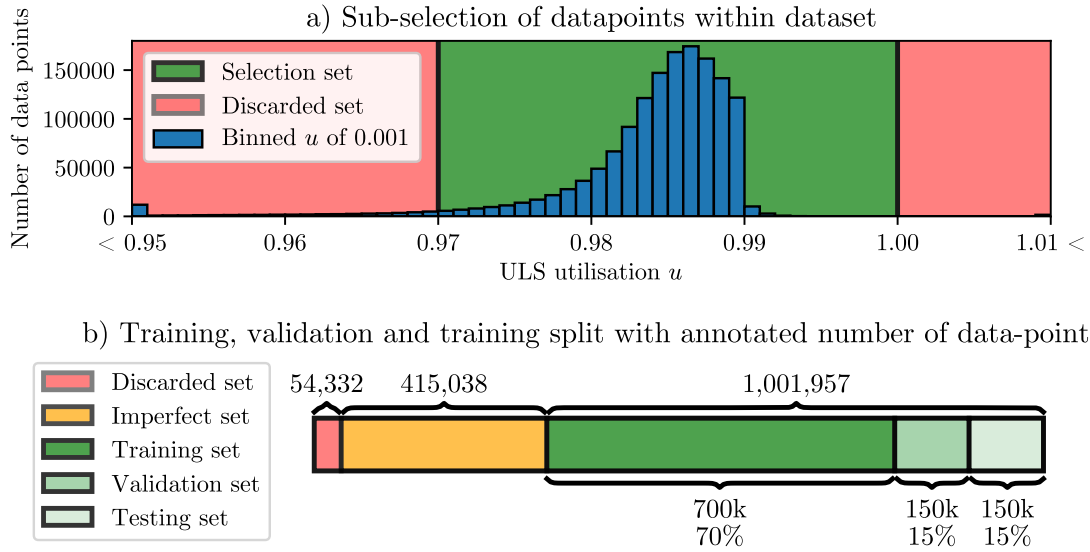 a) Sub-selection of datapoints within dataset
Number of data points
150000
100000
50000
0
Selection set
Discarded set
Binned u of 0.001
< 0.95 0.96 0.97 0.98 0.99 1.00 1.01 <
ULS utilisation u
b) Training, validation and training split with annotated number of data-point
Discarded set
Imperfect set
Training set
Validation set
Testing set
54,332 415,038 1,001,957
700k 150k 150k
70% 15% 15%